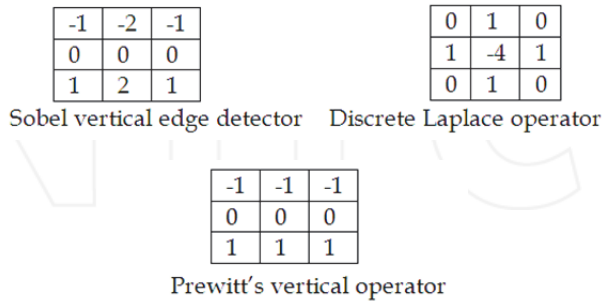 -1 -2 -1
0 0 0
1 2 1
Sobel vertical edge detector
0 1 0
1 -4 1
0 1 0
Discrete Laplace operator
-1 -1 -1
0 0 0
1 1 1
Prewitt's vertical operator